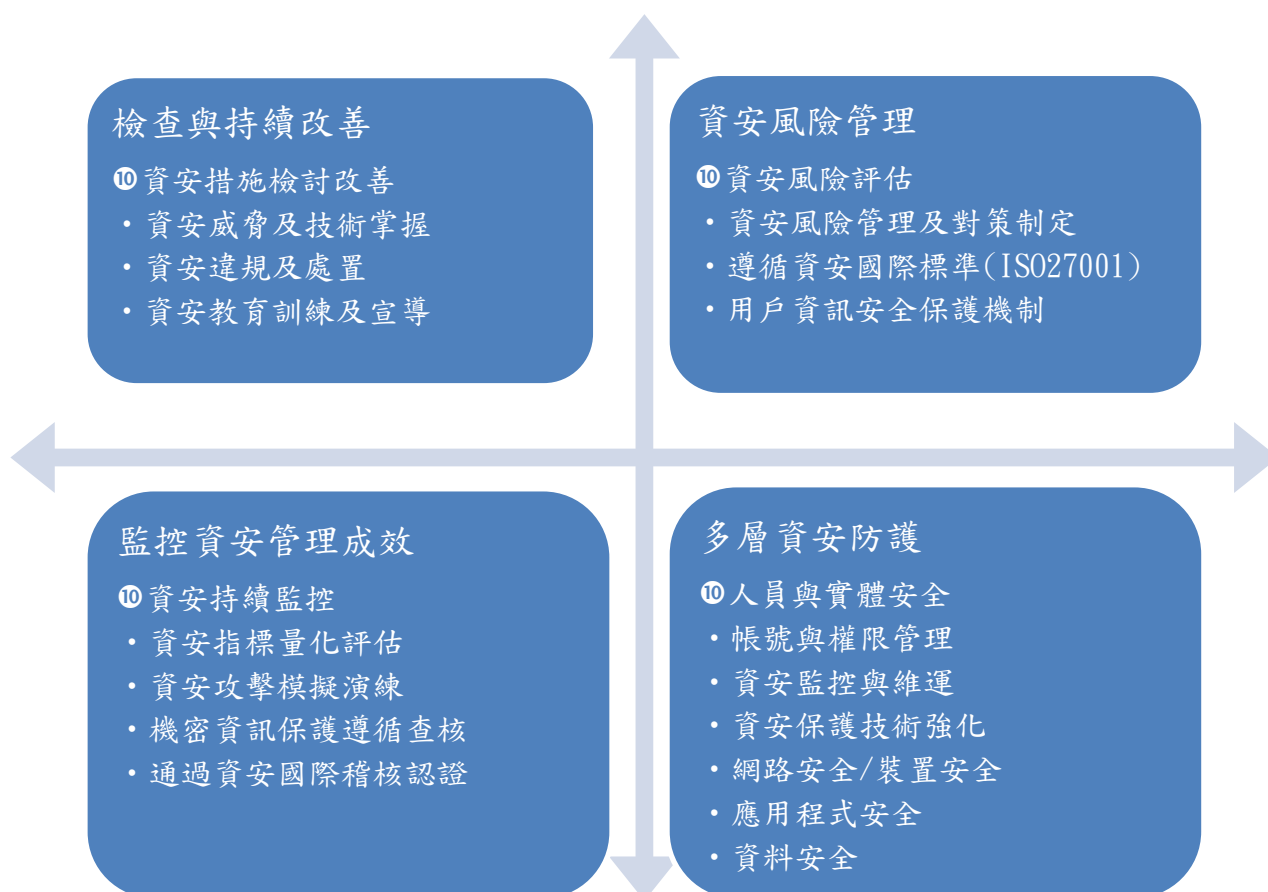 檢查與持續改善
❿資安措施檢討改善
・資安威脅及技術掌握
・資安違規及處置
・資安教育訓練及宣導
資安風險管理
❿資安風險評估
・資安風險管理及對策制定
・遵循資安國際標準(ISO27001)
・用戶資訊安全保護機制
監控資安管理成效
❿資安持續監控
・資安指標量化評估
・資安攻擊模擬演練
・機密資訊保護遵循查核
・通過資安國際稽核認證
多層資安防護
❿人員與實體安全
・帳號與權限管理
・資安監控與維運
・資安保護技術強化
・網路安全/裝置安全
・應用程式安全
・資料安全